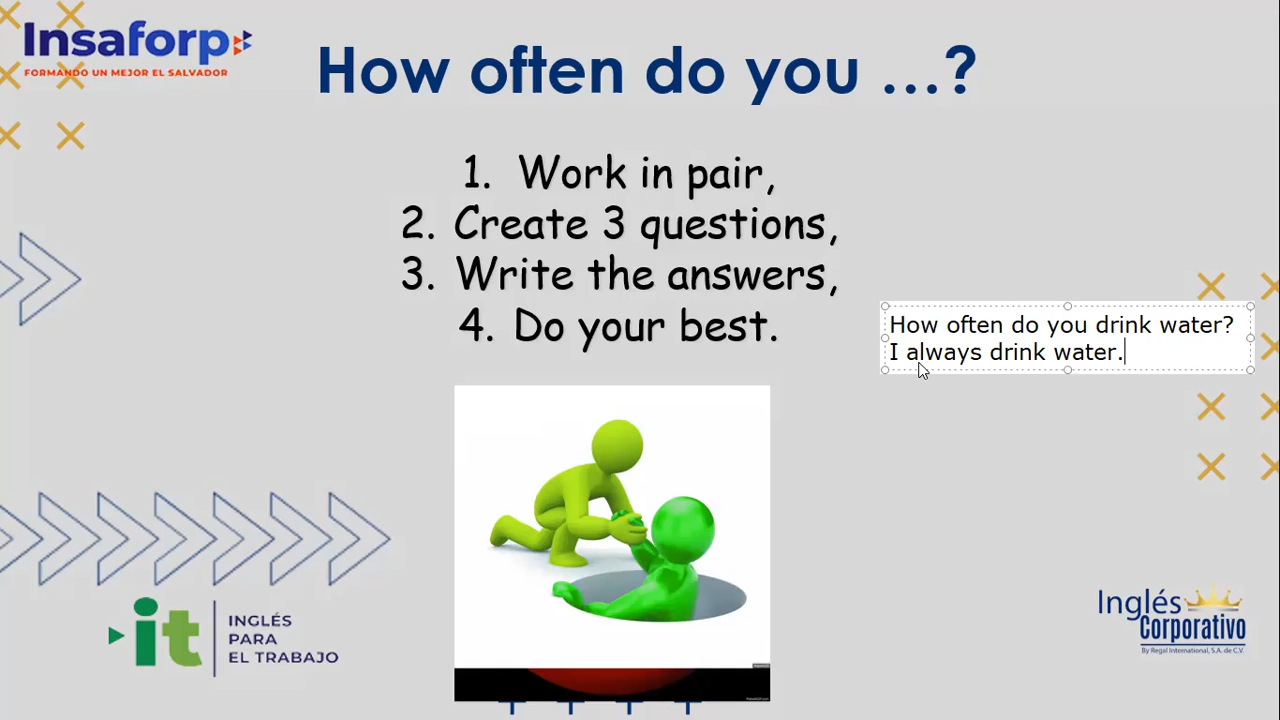 Insaforp
FORMANDO UN MEJOR EL SALVADOR
How often do you ...?
1. Work in pair,
2. Create 3 questions,
3. Write the answers,
4. Do your best.
How often do you drink water?
I always drink water.
it
INGLÉS
PARA
EL TRABAJO
Inglés
Corporativo
By Regal International, S.A. de C.V.